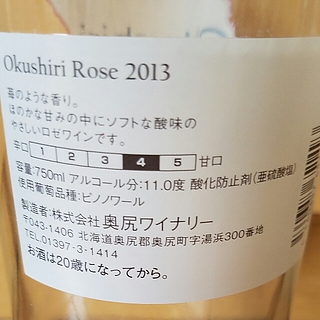 Okushiri Rose 2013
苺のような香り。
ほのかな甘みの中にソフトな酸味の
やさしいロゼワインです。
辛口 1 2 3 4 5 甘口
容量:750ml アルコール分:11.0度 酸化防止剤(亜硫酸塩)
使用葡萄品種:ピノノワール
製造者:株式会社 奥尻ワイナリー
〒043-1406 北海道奥尻郡奥尻町字湯浜300番地
TEL.01397-3-1414
お酒は20歳になってから。